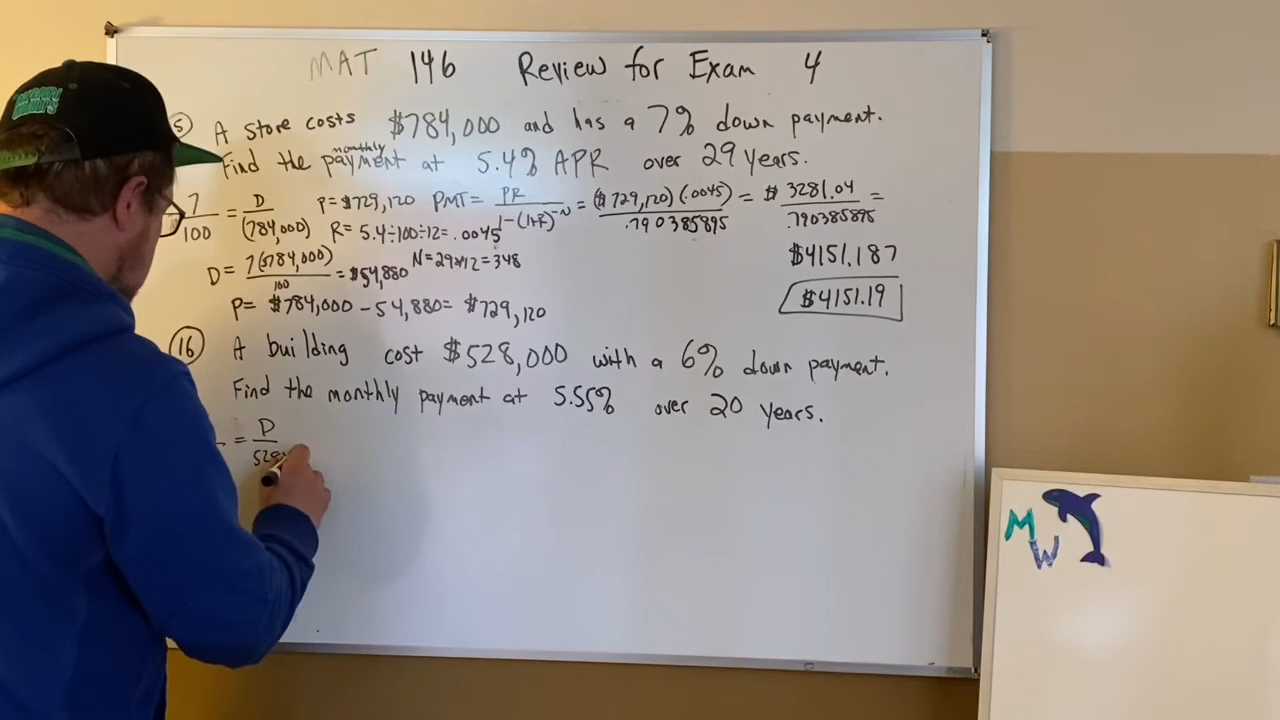 MAT 146 Review for Exam 4
5 A store costs $784,000 and has a 7% down payment.
Find the monthly payment at 5.4% APR over 29 years.
7/100 = D/(784,000) P=$729,120 PMT = PR/1-(1+R)^-N = ($729,120)(.0045)/.790385895 = $3281.04/.790385895 =
R= 5.4÷100÷12=.0045
D= 7(784,000)/100 = $54,880 N=29×12=348 $4151.187
P= $784,000 - 54,880= $729,120 $4151.19
16 A building cost $528,000 with a 6% down payment.
Find the monthly payment at 5.55% over 20 years.
= D/528
M
W